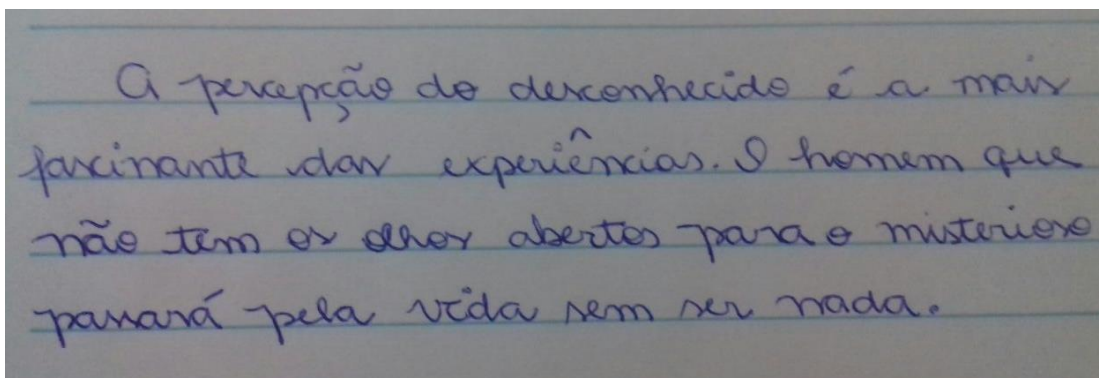 A percepção do desconhecido é a mais
fascinante das experiências. O homem que
não tem os olhos abertos para o misterioso
passará pela vida sem ser nada.